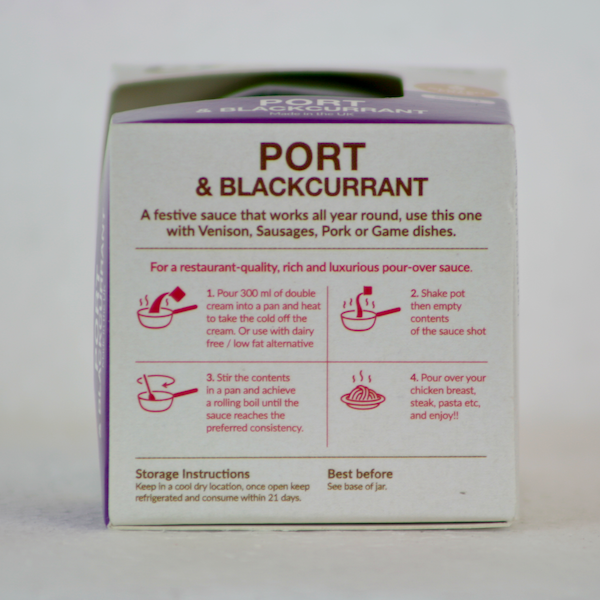 PORT
& BLACKCURRANT
Made in the UK
PORT
& BLACKCURRANT
A festive sauce that works all year round, use this one
with Venison, Sausages, Pork or Game dishes.
For a restaurant-quality, rich and luxurious pour-over sauce.
1. Pour 300 ml of double
cream into a pan and heat
to take the cold off the
cream. Or use with dairy
free / low fat alternative
2. Shake pot
then empty
contents
of the sauce shot
3. Stir the contents
in a pan and achieve
a rolling boil until the
sauce reaches the
preferred consistency.
4. Pour over your
chicken breast,
steak, pasta etc,
and enjoy!!
Storage Instructions
Keep in a cool dry location, once open keep
refrigerated and consume within 21 days.
Best before
See base of jar.